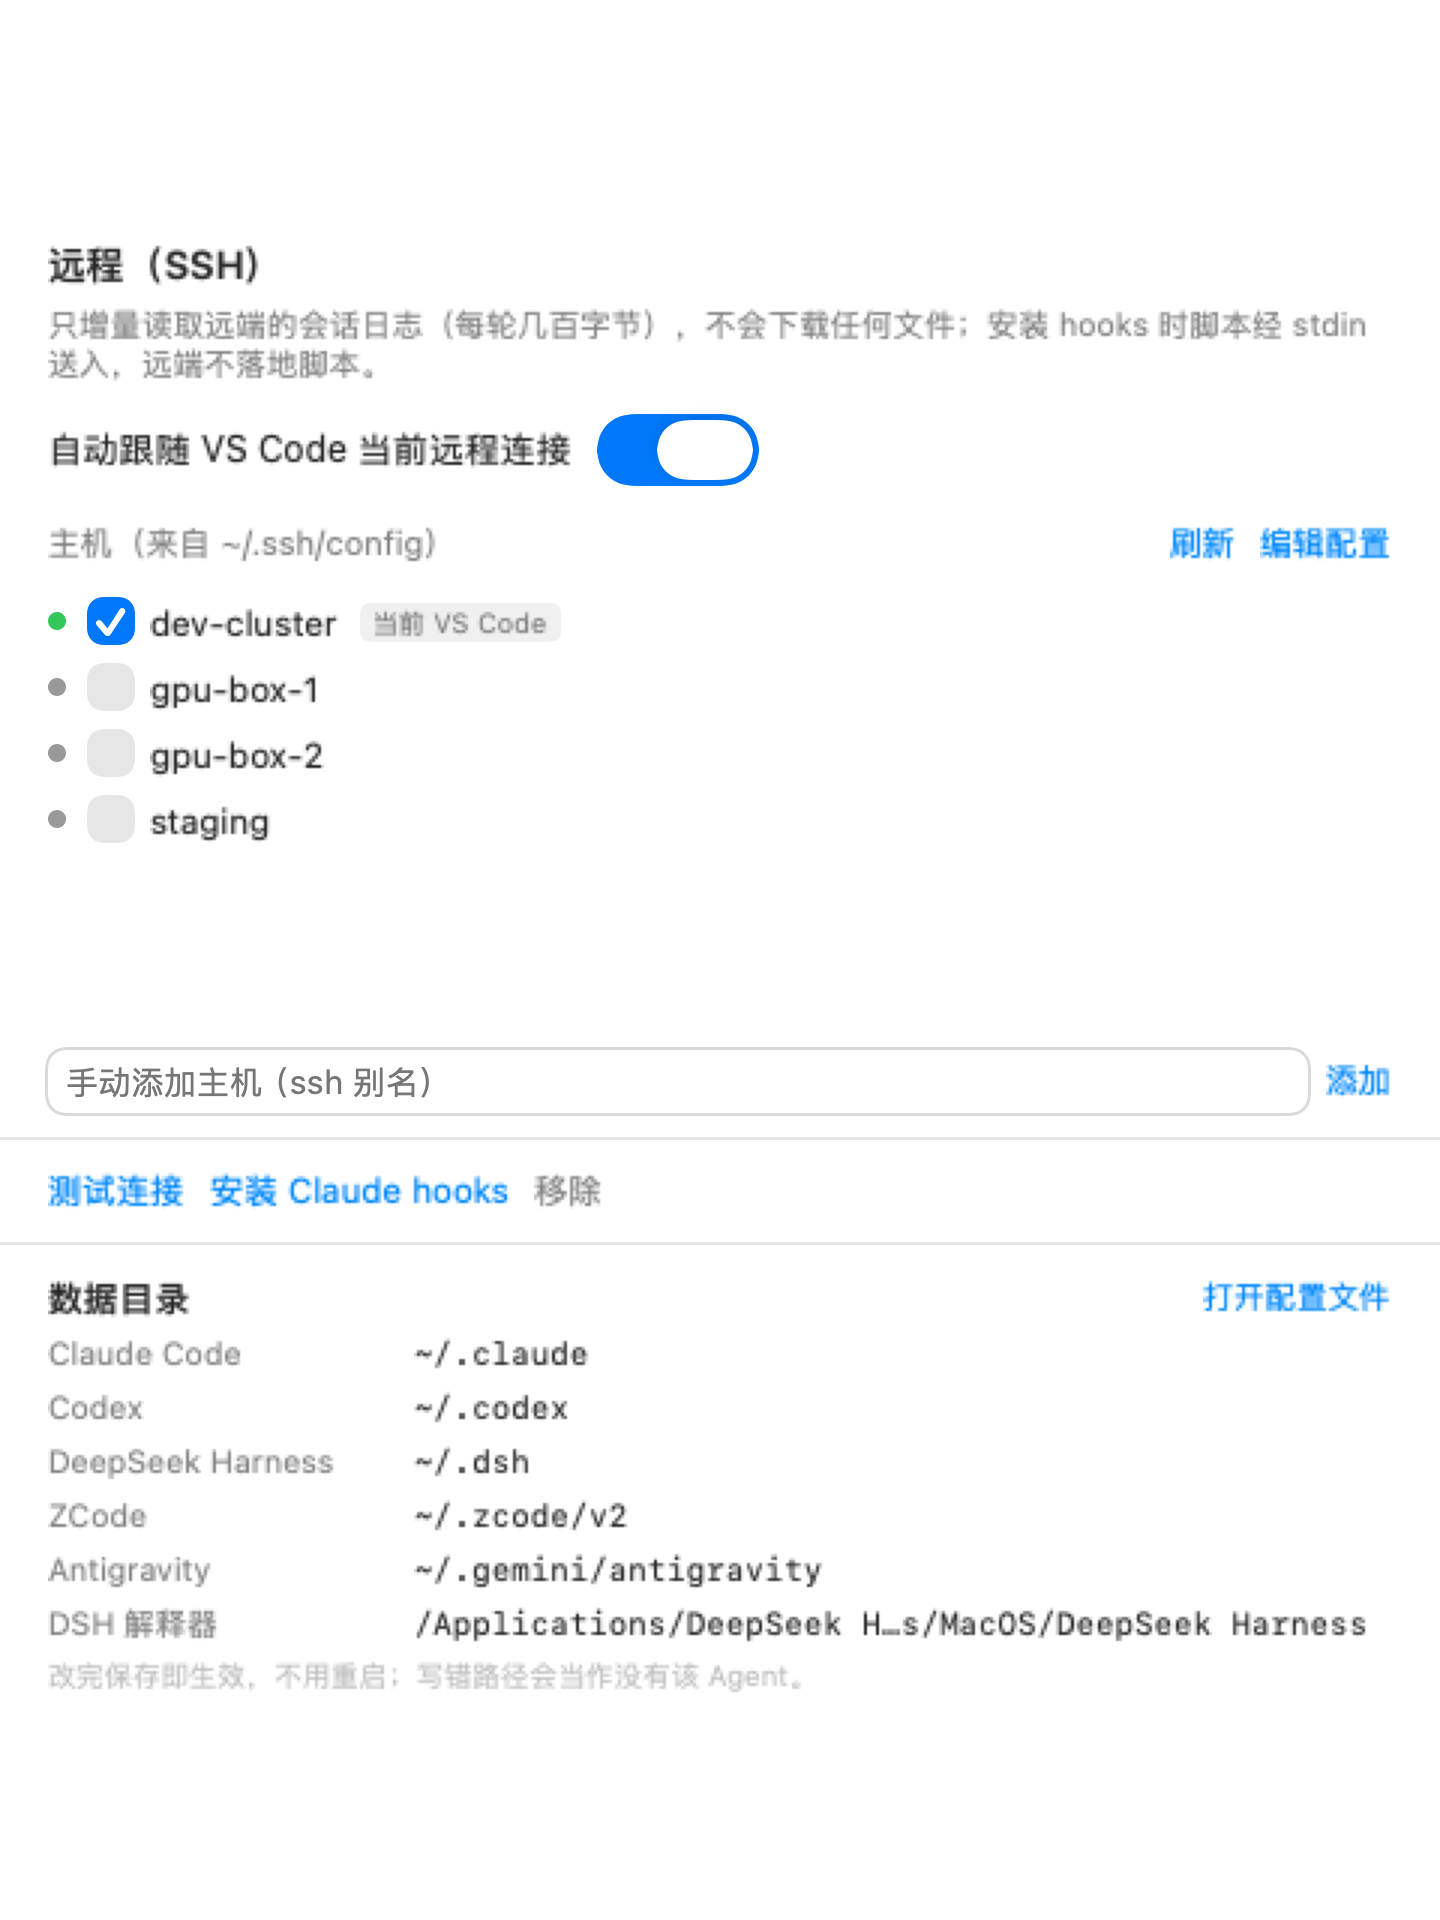 远程（SSH）
只增量读取远端的会话日志（每轮几百字节），不会下载任何文件；安装 hooks 时脚本经 stdin
送入，远端不落地脚本。
自动跟随 VS Code 当前远程连接
主机（来自 ~/.ssh/config） 刷新 编辑配置
dev-cluster 当前 VS Code
gpu-box-1
gpu-box-2
staging
手动添加主机（ssh 别名） 添加
测试连接 安装 Claude hooks 移除
数据目录 打开配置文件
Claude Code ~/.claude
Codex ~/.codex
DeepSeek Harness ~/.dsh
ZCode ~/.zcode/v2
Antigravity ~/.gemini/antigravity
DSH 解释器 /Applications/DeepSeek H…s/MacOS/DeepSeek Harness
改完保存即生效，不用重启；写错路径会当作没有该 Agent。